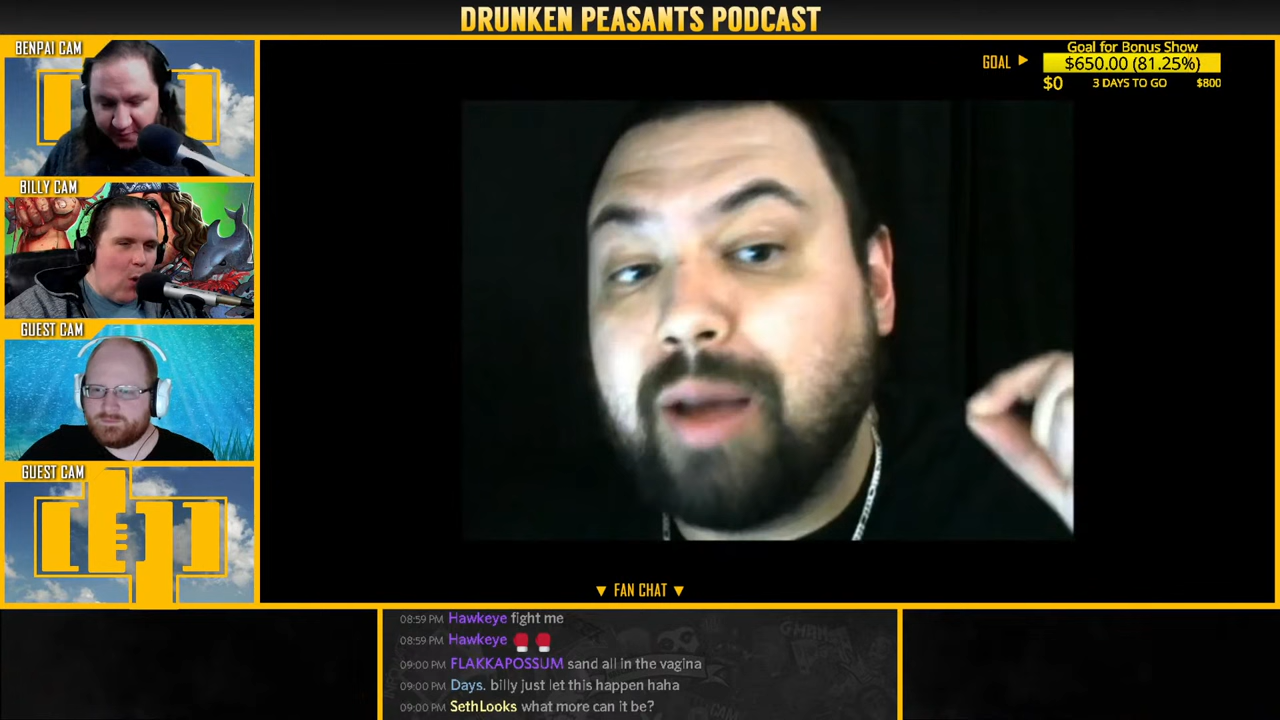 DRUNKEN PEASANTS PODCAST
BENPAI CAM
BILLY CAM
GUEST CAM
GUEST CAM
GOAL ▶
Goal for Bonus Show
$650.00 (81.25%)
$0 3 DAYS TO GO $800
▼ FAN CHAT ▼
08:59 PM Hawkeye fight me
08:59 PM Hawkeye 🥊 🥊
09:00 PM FLAKKAPOSSUM sand all in the vagina
09:00 PM Days. billy just let this happen haha
09:00 PM SethLooks what more can it be?